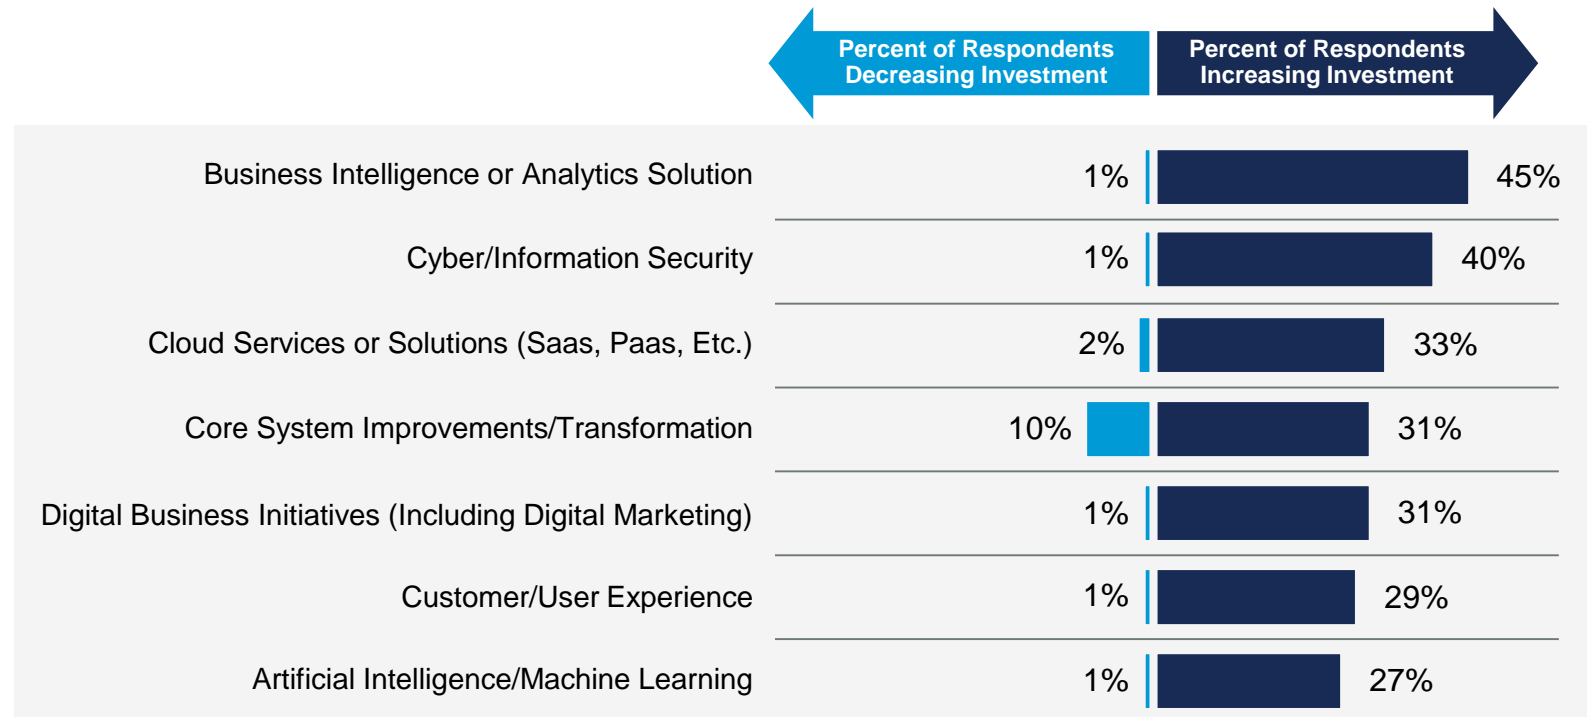 Percent of Respondents
Decreasing Investment
Percent of Respondents
Increasing Investment
Business Intelligence or Analytics Solution
1%
45%
Cyber/Information Security
1%
40%
Cloud Services or Solutions (Saas, Paas, Etc.)
2%
33%
Core System Improvements/Transformation
10%
31%
Digital Business Initiatives (Including Digital Marketing)
1%
31%
Customer/User Experience
1%
29%
Artificial Intelligence/Machine Learning
1%
27%